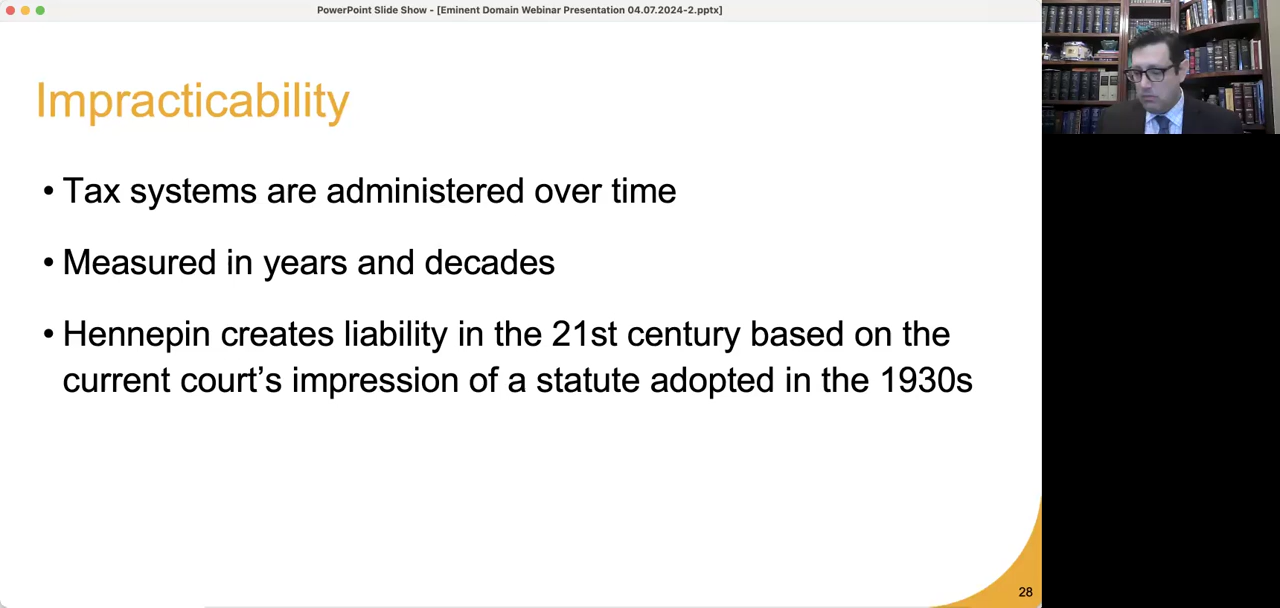 PowerPoint Slide Show - [Eminent Domain Webinar Presentation 04.07.2024-2.pptx]
Impracticability
• Tax systems are administered over time
• Measured in years and decades
• Hennepin creates liability in the 21st century based on the
current court’s impression of a statute adopted in the 1930s
28